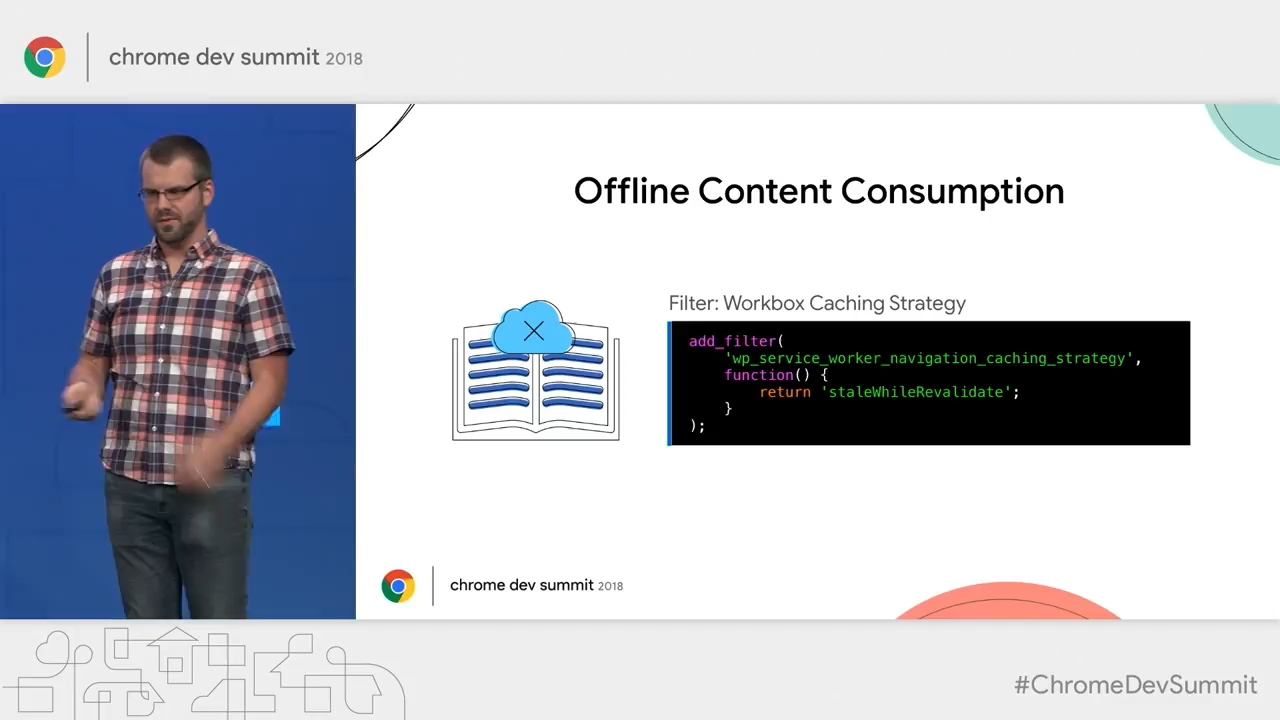 chrome dev summit 2018
Offline Content Consumption
Filter: Workbox Caching Strategy
add_filter(
'wp_service_worker_navigation_caching_strategy',
function() {
return 'staleWhileRevalidate';
}
);
chrome dev summit 2018
#ChromeDevSummit